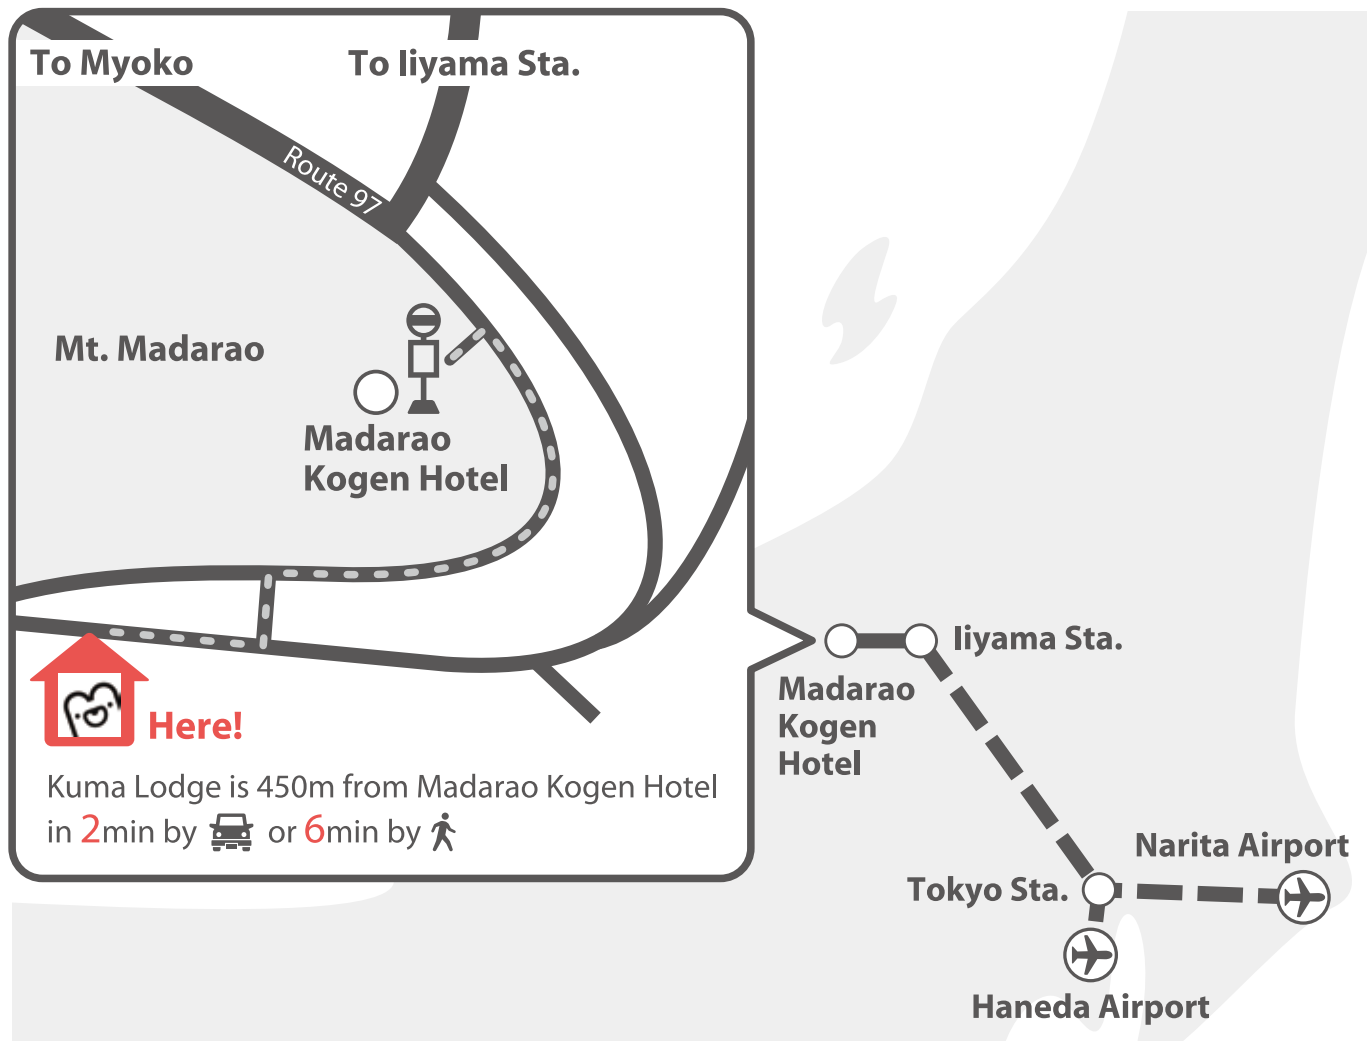 To Myoko
To Iiyama Sta.
Route 97
Mt. Madarao
Madarao
Kogen Hotel
Here!
Kuma Lodge is 450m from Madarao Kogen Hotel
in 2min by or 6min by
Iiyama Sta.
Madarao
Kogen
Hotel
Narita Airport
Tokyo Sta.
Haneda Airport